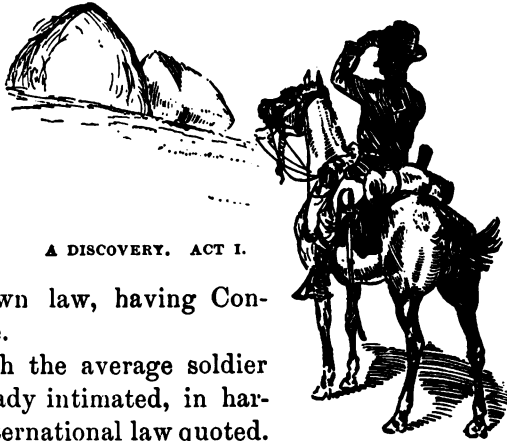 A DISCOVERY. ACT I.
wn law, having Con-
.
h the average soldier
ady intimated, in har-
ernational law quoted.